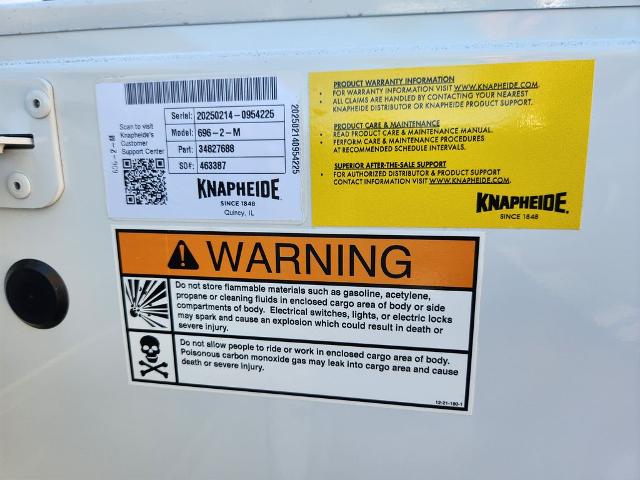 Scan to visit
Knapheide's
Customer
Support Center
696-2-M
Serial: 20250214-0954225
Model: 696-2-M
Part: 34827688
SO#: 463387
202502140954225
KNAPHEIDE.
SINCE 1848
Quincy, IL
PRODUCT WARRANTY INFORMATION
• FOR WARRANTY INFORMATION VISIT WWW.KNAPHEIDE.COM.
• ALL CLAIMS ARE HANDLED BY CONTACTING YOUR NEAREST
KNAPHEIDE DISTRIBUTOR OR KNAPHEIDE PRODUCT SUPPORT.
PRODUCT CARE & MAINTENANCE
• READ PRODUCT CARE & MAINTENANCE MANUAL.
• PERFORM CARE & MAINTENANCE PROCEDURES
AT RECOMMENDED SCHEDULE INTERVALS.
SUPERIOR AFTER-THE-SALE SUPPORT
• FOR AUTHORIZED DISTRIBUTOR & PRODUCT SUPPORT
CONTACT INFORMATION VISIT WWW.KNAPHEIDE.COM.
KNAPHEIDE.
SINCE 1848
WARNING
Do not store flammable materials such as gasoline, acetylene,
propane or cleaning fluids in enclosed cargo area of body or side
compartments of body. Electrical switches, lights, or electric locks
may spark and cause an explosion which could result in death or
severe injury.
Do not allow people to ride or work in enclosed cargo area of body.
Poisonous carbon monoxide gas may leak into cargo area and cause
death or severe injury.
12-21-180-1